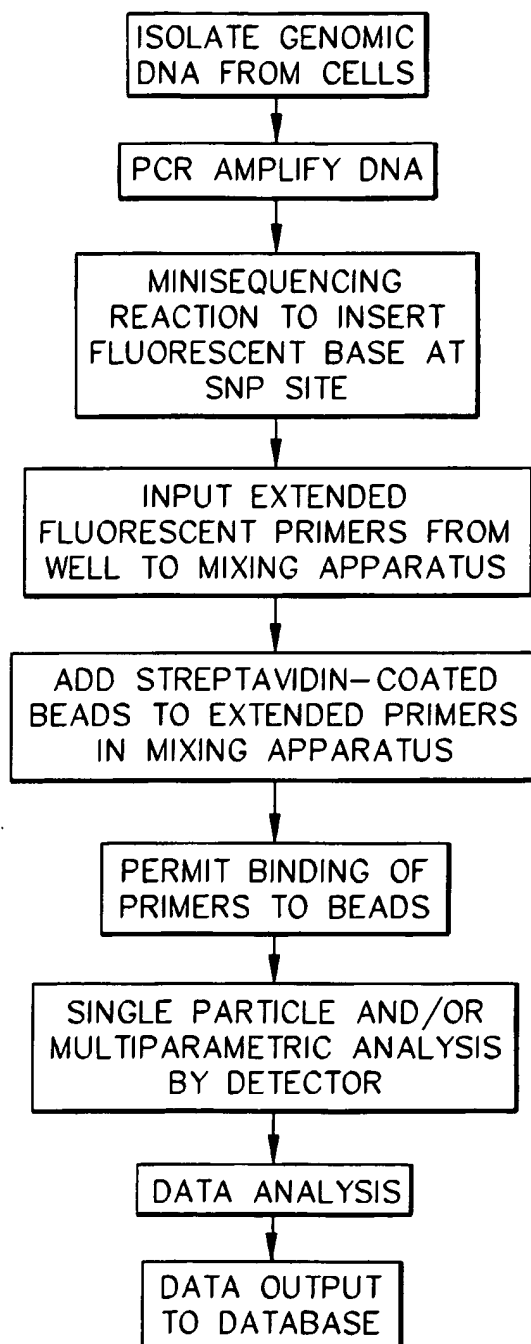 ISOLATE GENOMIC
DNA FROM CELLS
PCR AMPLIFY DNA
MINISEQUENCING
REACTION TO INSERT
FLUORESCENT BASE AT
SNP SITE
INPUT EXTENDED
FLUORESCENT PRIMERS FROM
WELL TO MIXING APPARATUS
ADD STREPTAVIDIN-COATED
BEADS TO EXTENDED PRIMERS
IN MIXING APPARATUS
PERMIT BINDING OF
PRIMERS TO BEADS
SINGLE PARTICLE AND/OR
MULTIPARAMETRIC ANALYSIS
BY DETECTOR
DATA ANALYSIS
DATA OUTPUT
TO DATABASE